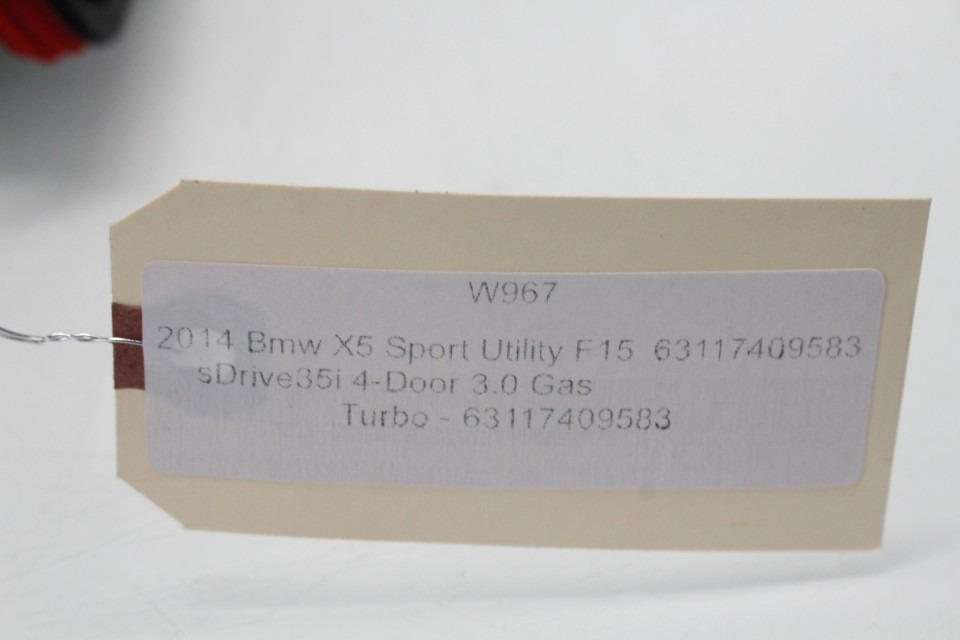 W967
2014 Bmw X5 Sport Utility F15 63117409583
sDrive35i 4-Door 3.0 Gas
Turbo - 63117409583